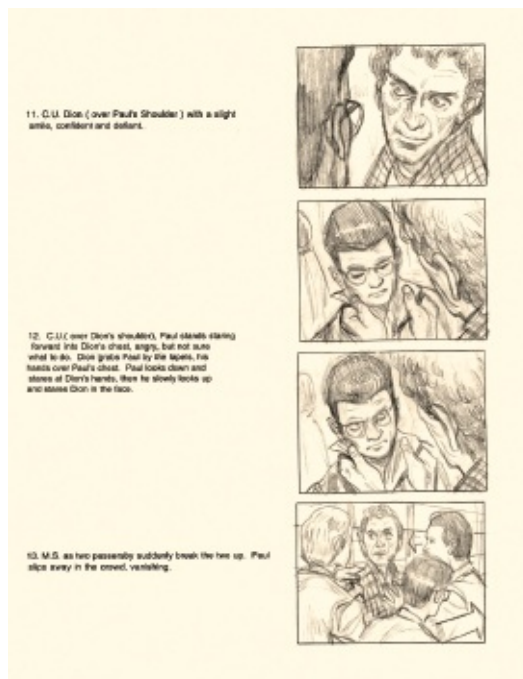 11. C.U. Dion ( over Paul's Shoulder ) with a slight
smile, confident and defiant.
12. C.U.( over Dion's shoulder), Paul stands staring
forward into Dion's chest, angry, but not sure
what to do. Dion grabs Paul by the lapels, his
hands over Paul's chest. Paul looks down and
stares at Dion's hands, then he slowly looks up
and stares Dion in the face.
13. M.S. as two passersby suddenly break the two up. Paul
slips away in the crowd, vanishing.